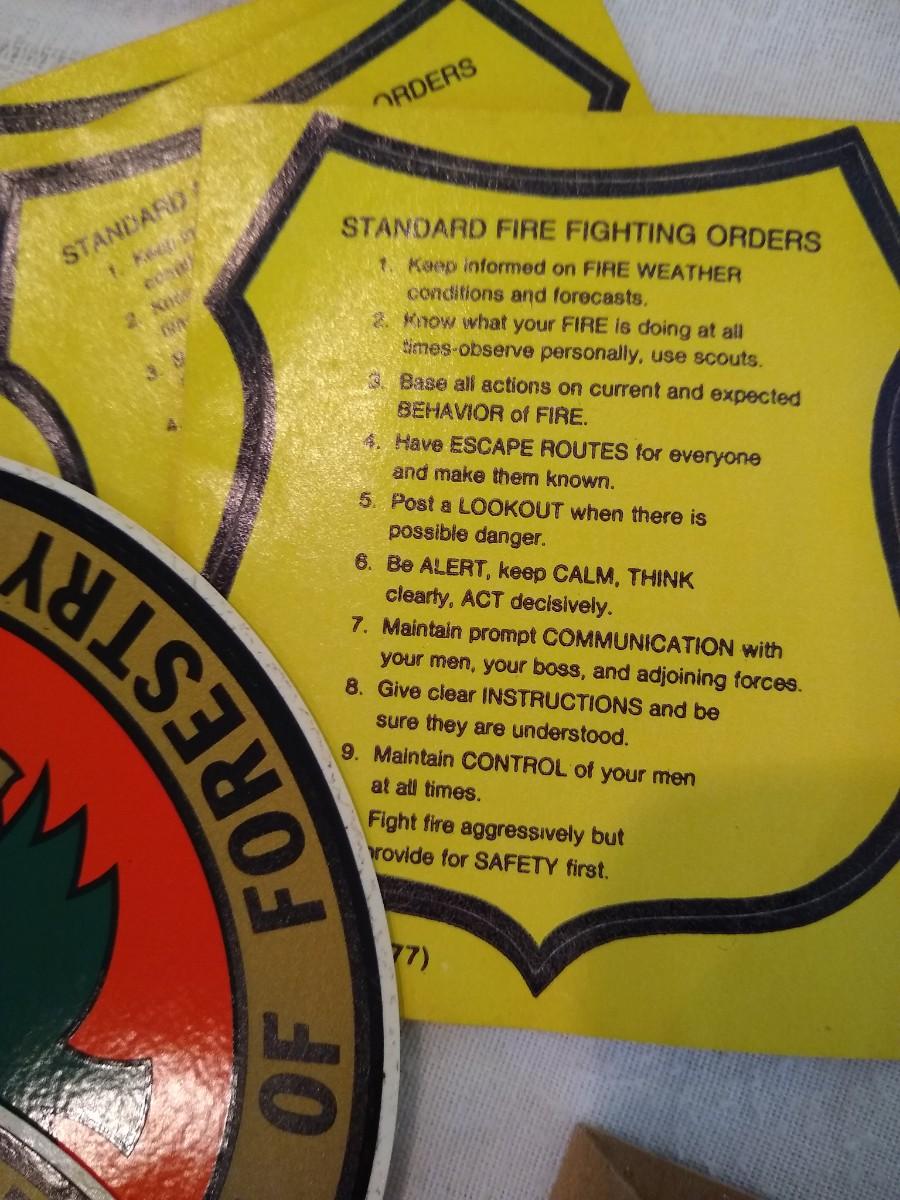 ORDERS
STANDARD
1.
2.
3.
STANDARD FIRE FIGHTING ORDERS
1. Keep informed on FIRE WEATHER
conditions and forecasts.
2. Know what your FIRE is doing at all
times-observe personally, use scouts.
3. Base all actions on current and expected
BEHAVIOR of FIRE.
4. Have ESCAPE ROUTES for everyone
and make them known.
5. Post a LOOKOUT when there is
possible danger.
6. Be ALERT, keep CALM, THINK
clearly, ACT decisively.
7. Maintain prompt COMMUNICATION with
your men, your boss, and adjoining forces.
8. Give clear INSTRUCTIONS and be
sure they are understood.
9. Maintain CONTROL of your men
at all times.
Fight fire aggressively but
provide for SAFETY first.
77)
OF FORESTRY